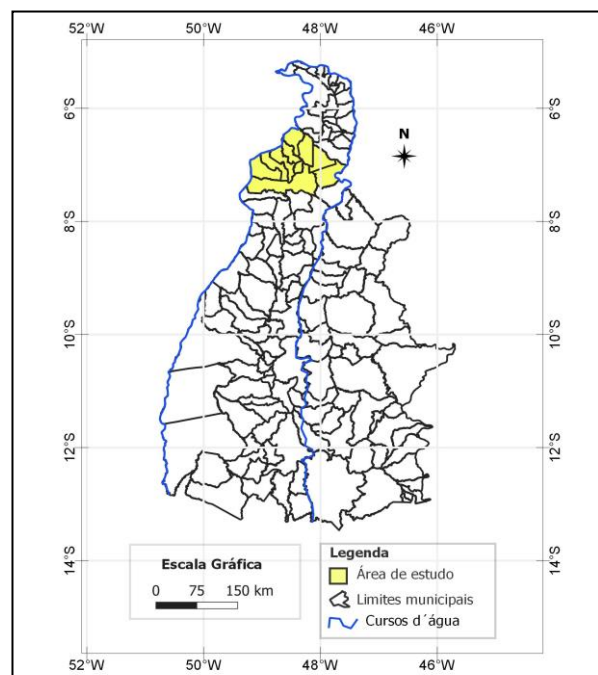 52°W 50°W 48°W 46°W
6°S 6°S
N
8°S 8°S
10°S 10°S
12°S 12°S
14°S 14°S
Escala Gráfica
0 75 150 km
Legenda
Área de estudo
Limites municipais
Cursos d´água
52°W 50°W 48°W 46°W